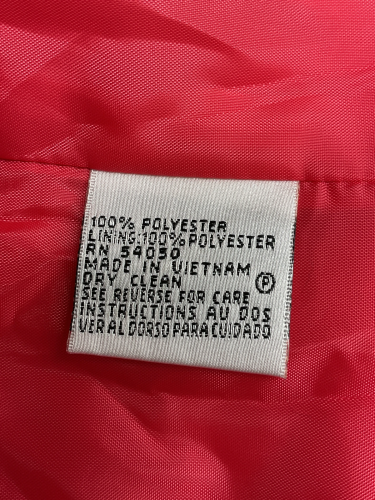 100% POLYESTER
LINING:100% POLYESTER
RN 54050
MADE IN VIETNAM
DRY CLEAN Ⓟ
SEE REVERSE FOR CARE
INSTRUCTIONS AU DOS
VER AL DORSO PARA CUIDADO